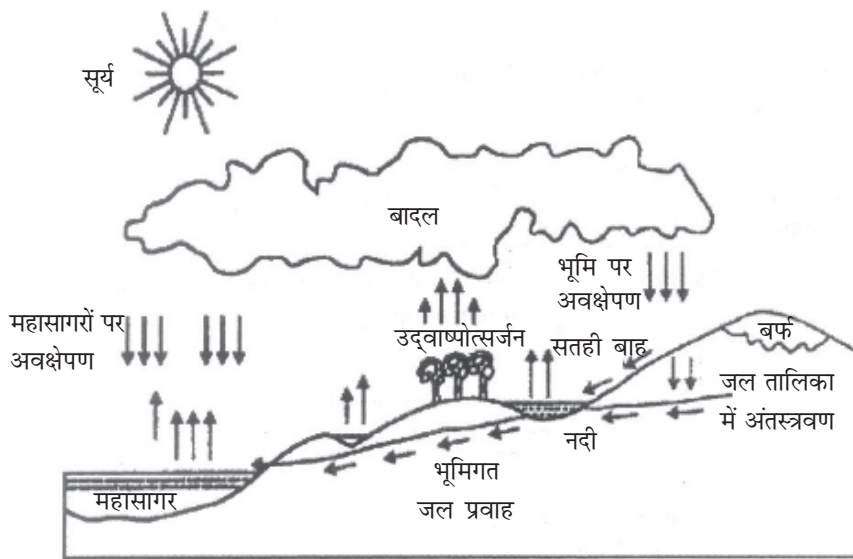 सूर्य
बादल
भूमि पर
अवक्षेपण
महासागरों पर
अवक्षेपण
उद्‌वाष्पोत्सर्जन
सतही बाह
बर्फ
जल तालिका
में अंतस्त्रवण
नदी
भूमिगत
जल प्रवाह
महासागर